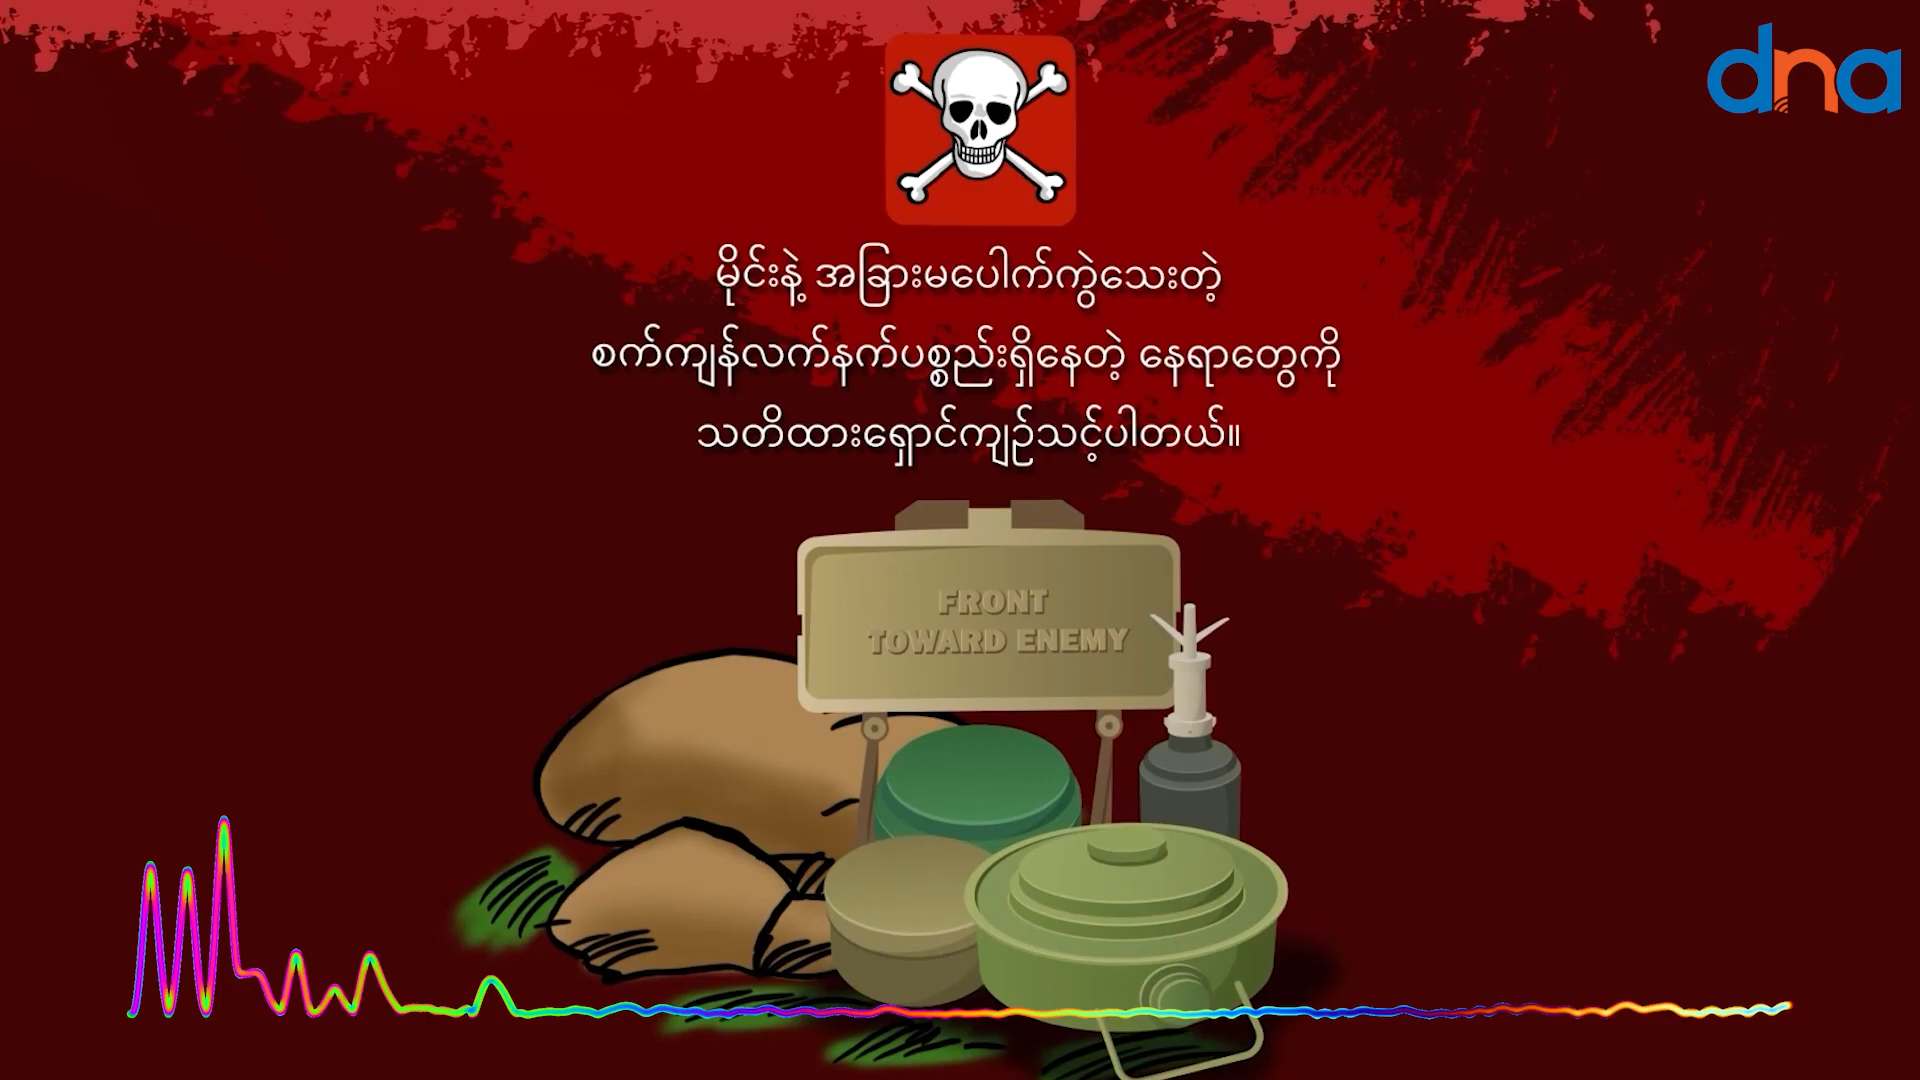 dna
မိုင်းနဲ့ အခြားမပေါက်ကွဲသေးတဲ့
စက်ကျန်လက်နက်ပစ္စည်းရှိနေတဲ့ နေရာတွေကို
သတိထားရှောင်ကျဉ်သင့်ပါတယ်။
FRONT
TOWARD ENEMY